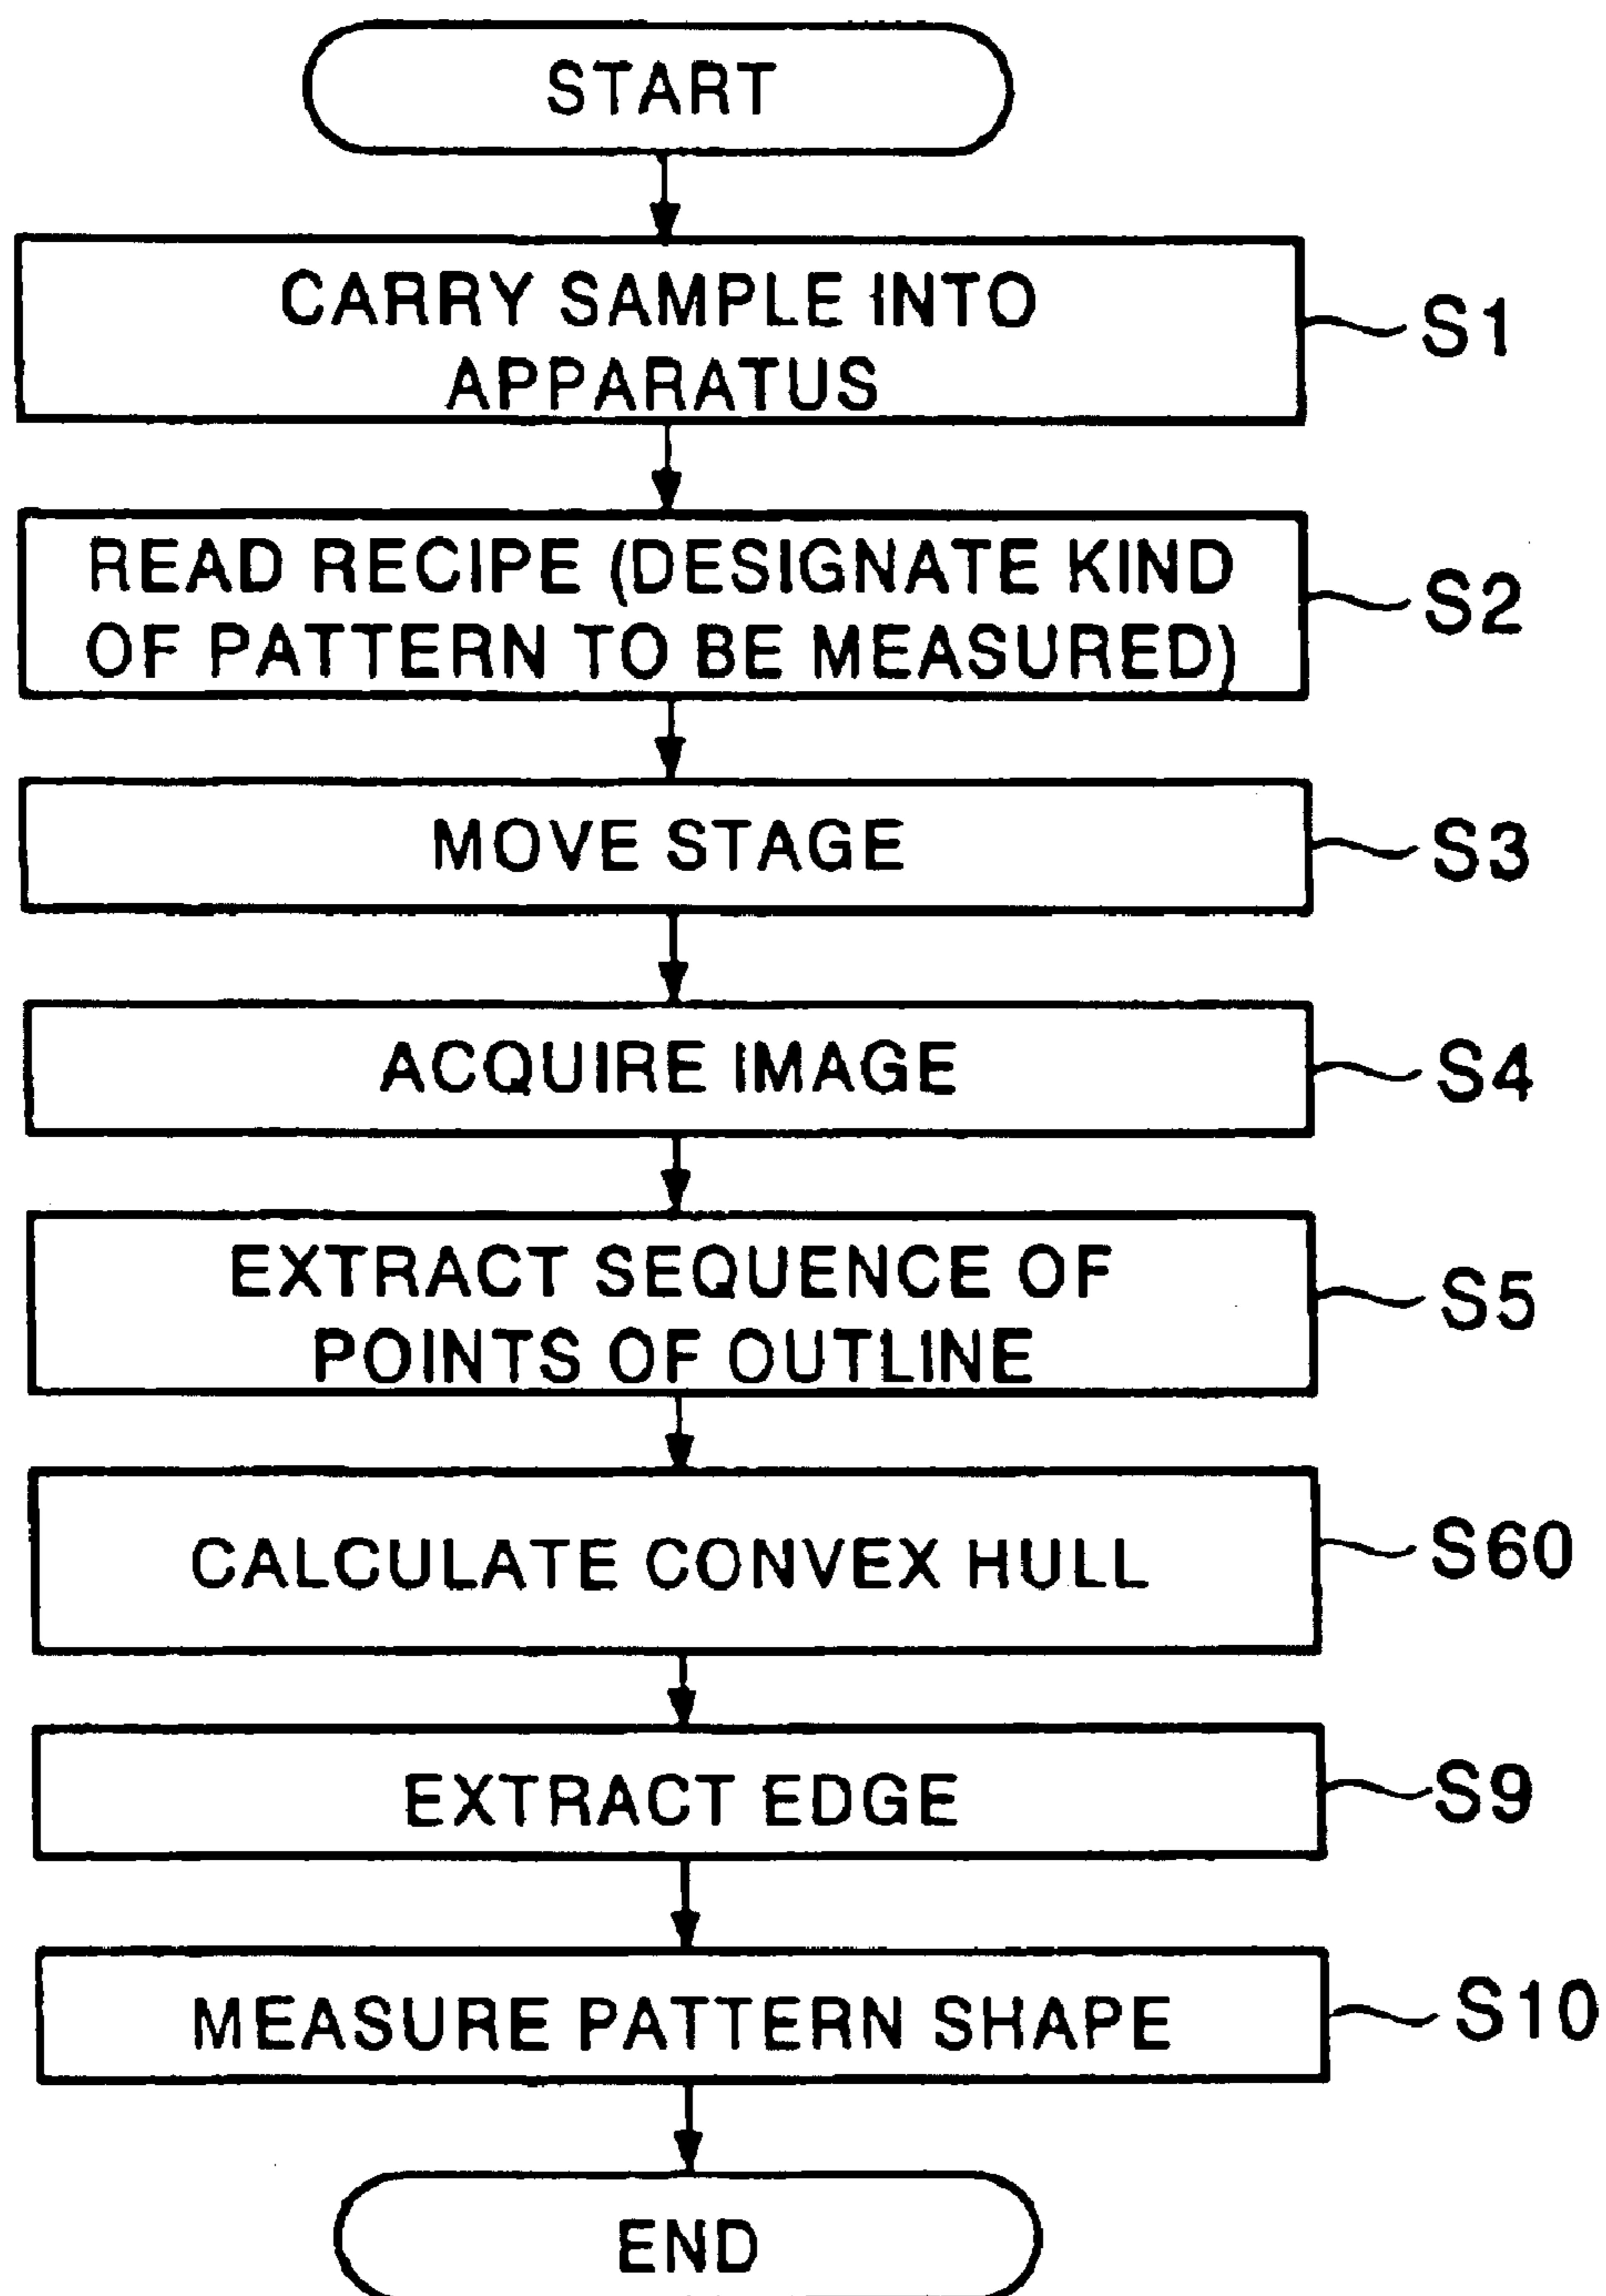 START
CARRY SAMPLE INTO
APPARATUS
S1
READ RECIPE (DESIGNATE KIND
OF PATTERN TO BE MEASURED)
S2
MOVE STAGE
S3
ACQUIRE IMAGE
S4
EXTRACT SEQUENCE OF
POINTS OF OUTLINE
S5
CALCULATE CONVEX HULL
S60
EXTRACT EDGE
S9
MEASURE PATTERN SHAPE
S10
END